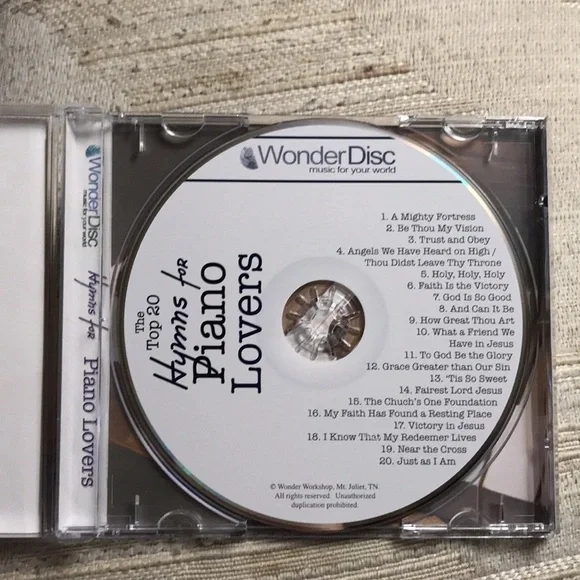 WonderDisc
music for your world
Hymns for
Piano Lovers
WonderDisc
music for your world
The
Top 20
Hymns for
Piano
Lovers
1. A Mighty Fortress
2. Be Thou My Vision
3. Trust and Obey
4. Angels We Have Heard on High /
Thou Didst Leave Thy Throne
5. Holy, Holy, Holy
6. Faith Is the Victory
7. God Is So Good
8. And Can It Be
9. How Great Thou Art
10. What a Friend We
Have in Jesus
11. To God Be the Glory
12. Grace Greater than Our Sin
13. 'Tis So Sweet
14. Fairest Lord Jesus
15. The Chuch's One Foundation
16. My Faith Has Found a Resting Place
17. Victory in Jesus
18. I Know That My Redeemer Lives
19. Near the Cross
20. Just as I Am
© Wonder Workshop, Mt. Juliet, TN.
All rights reserved. Unauthorized
duplication prohibited.